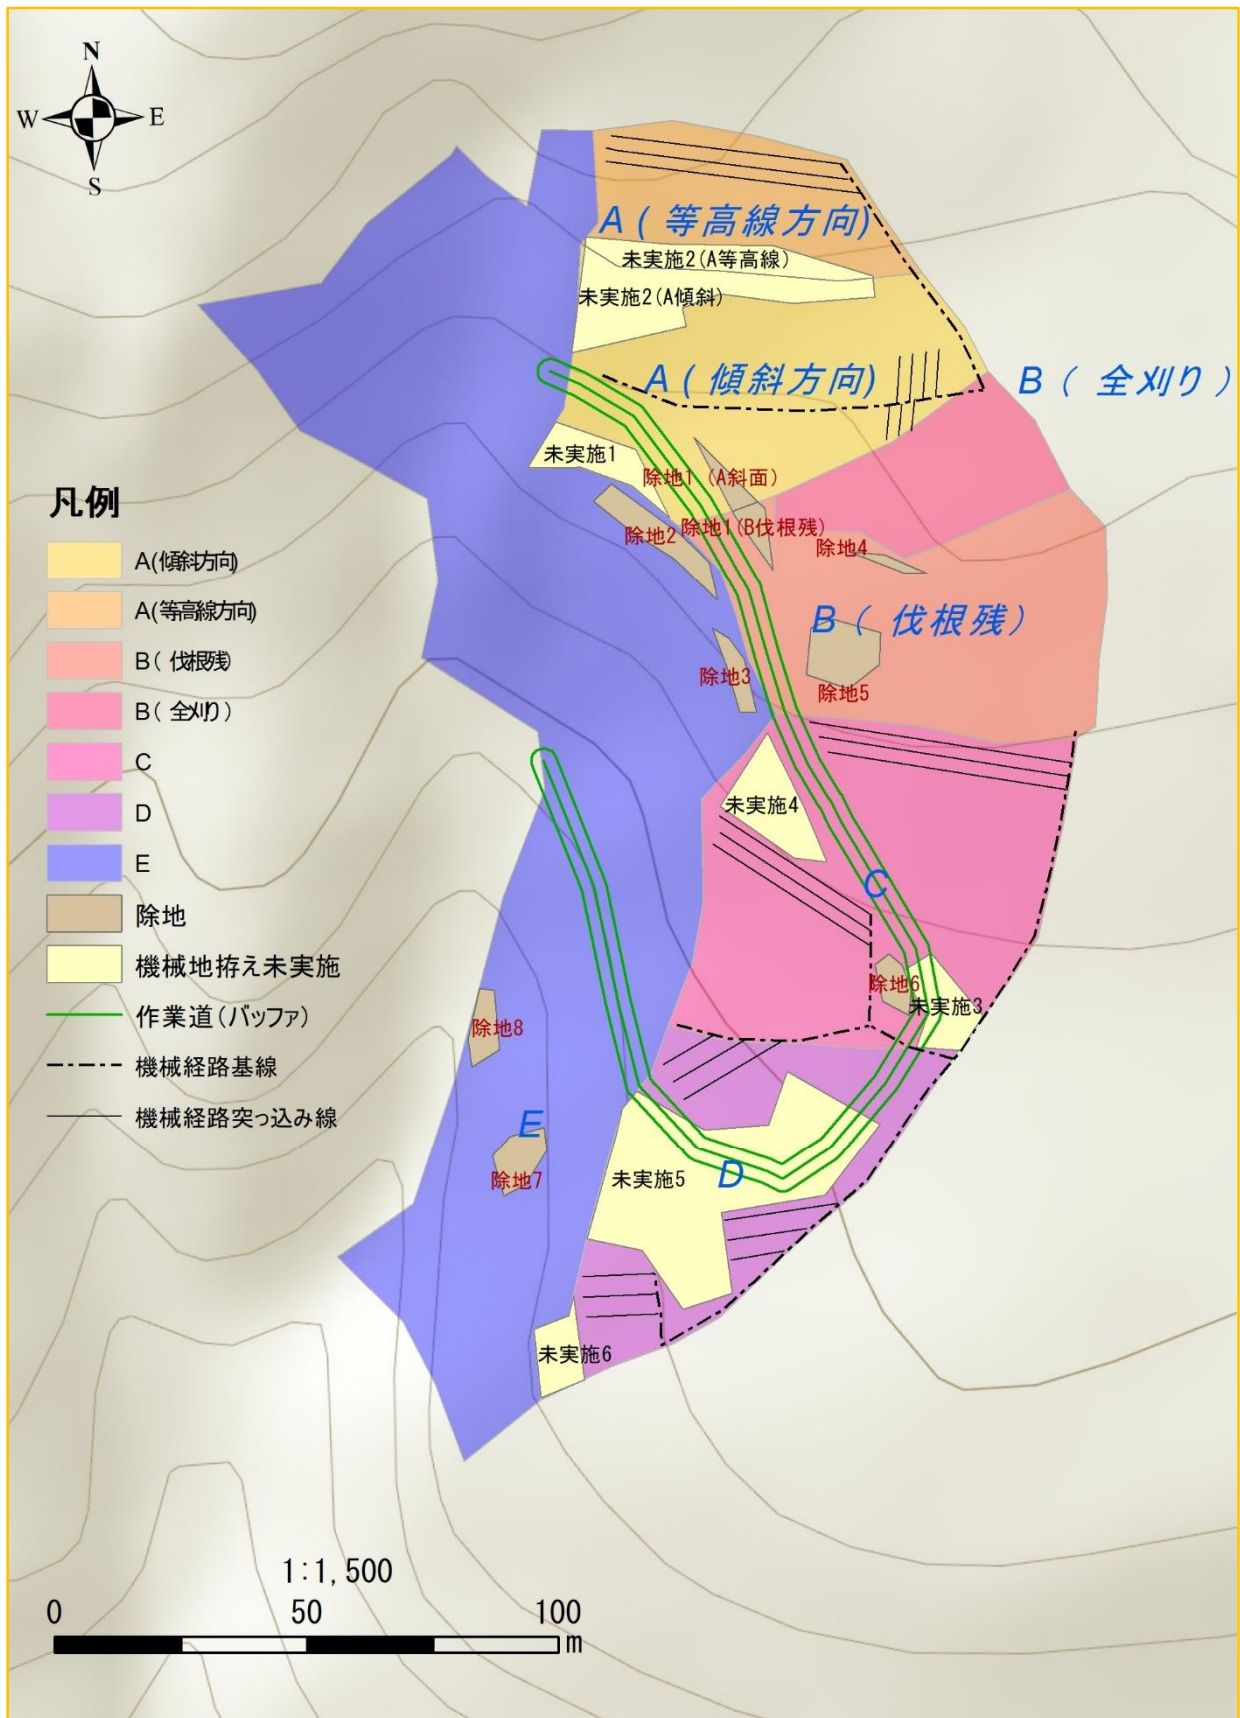 N
W E
S
A ( 等高線方向)
未実施2(A等高線)
未実施2(A傾斜)
A ( 傾斜方向)
B ( 全刈り )
未実施1
除地1 (A斜面)
除地2
除地1(B伐根残)
除地4
B ( 伐根残)
除地3
除地5
未実施4
C
除地6
未実施3
除地8
E
除地7
未実施5
D
未実施6
凡例
A(傾斜方向)
A(等高線方向)
B( 伐根残)
B( 全刈り)
C
D
E
除地
機械地拵え未実施
作業道(バッファ)
機械経路基線
機械経路突っ込み線
1:1,500
0 50 100
m